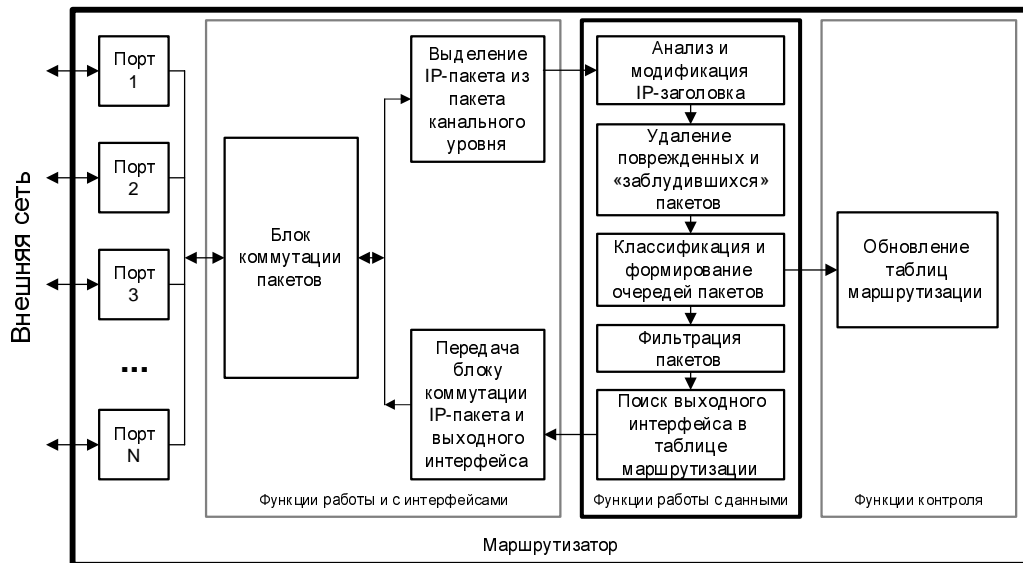 Внешняя сеть
Порт
1
Порт
2
Порт
3
...
Порт
N
Блок
коммутации
пакетов
Выделение
IP-пакета из
пакета
канального
уровня
Передача
блоку
коммутации
IP-пакета и
выходного
интерфейса
Функции работы и с интерфейсами
Анализ и
модификация
IP-заголовка
Удаление
поврежденных и
«заблудившихся»
пакетов
Классификация и
формирование
очередей пакетов
Фильтрация
пакетов
Поиск выходного
интерфейса в
таблице
маршрутизации
Функции работы с данными
Обновление
таблиц
маршрутизации
Функции контроля
Маршрутизатор